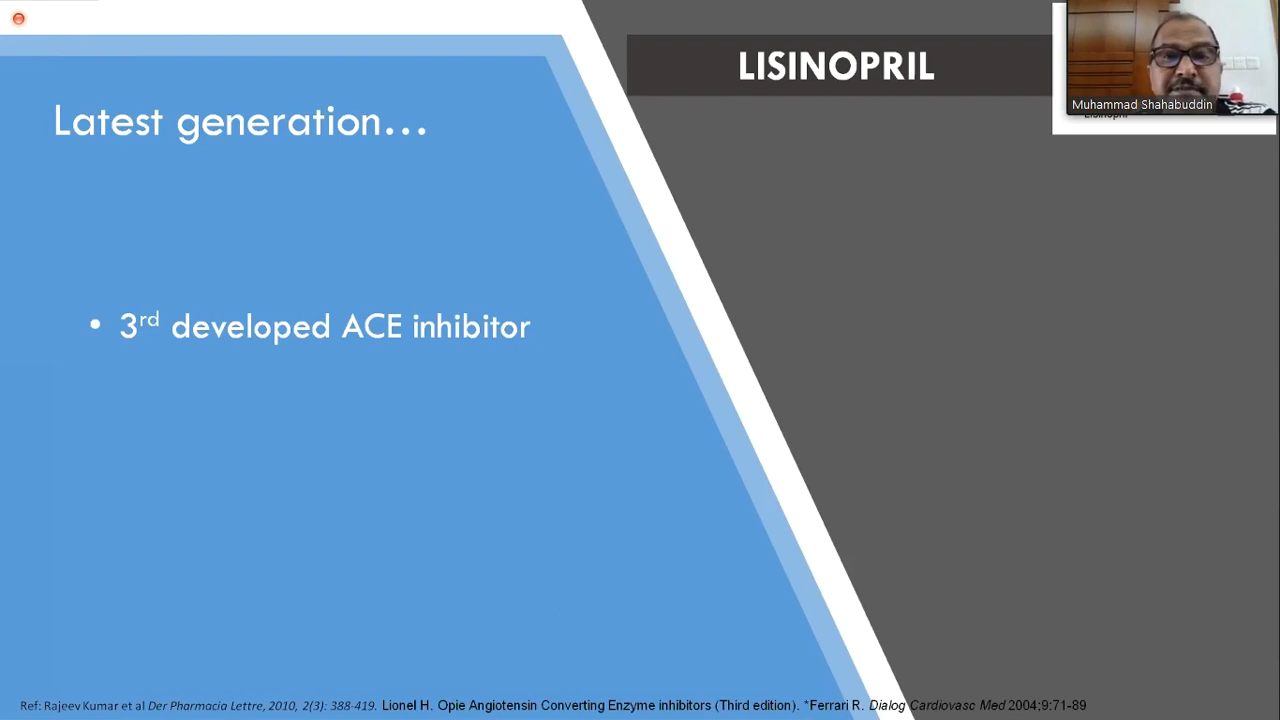 LISINOPRIL
Muhammad Shahabuddin
Lisinopril
Latest generation...
• 3rd developed ACE inhibitor
Ref: Rajeev Kumar et al Der Pharmacia Lettre, 2010, 2(3): 388-419. Lionel H. Opie Angiotensin Converting Enzyme inhibitors (Third edition). *Ferrari R. Dialog Cardiovasc Med 2004;9:71-89